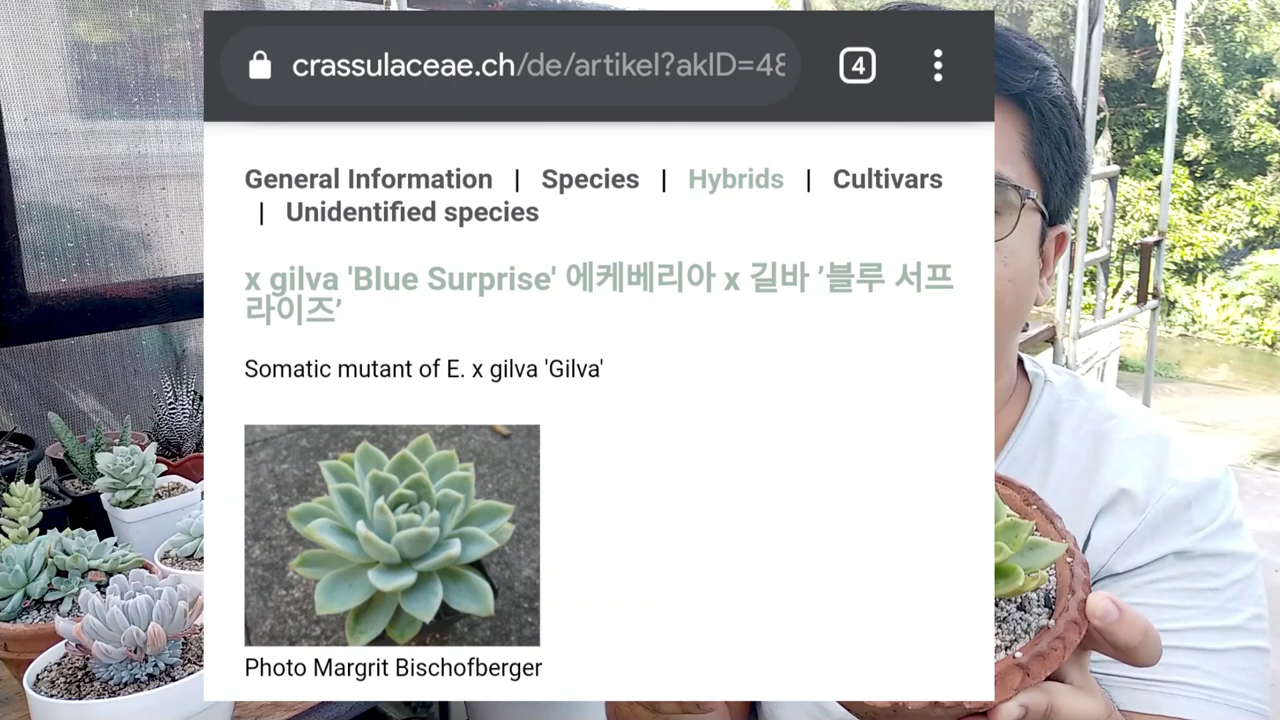 crassulaceae.ch/de/artikel?akID=48
4
General Information | Species | Hybrids | Cultivars
| Unidentified species
x gilva 'Blue Surprise' 에케베리아 x 길바 ’블루 서프
라이즈’
Somatic mutant of E. x gilva 'Gilva'
Photo Margrit Bischofberger